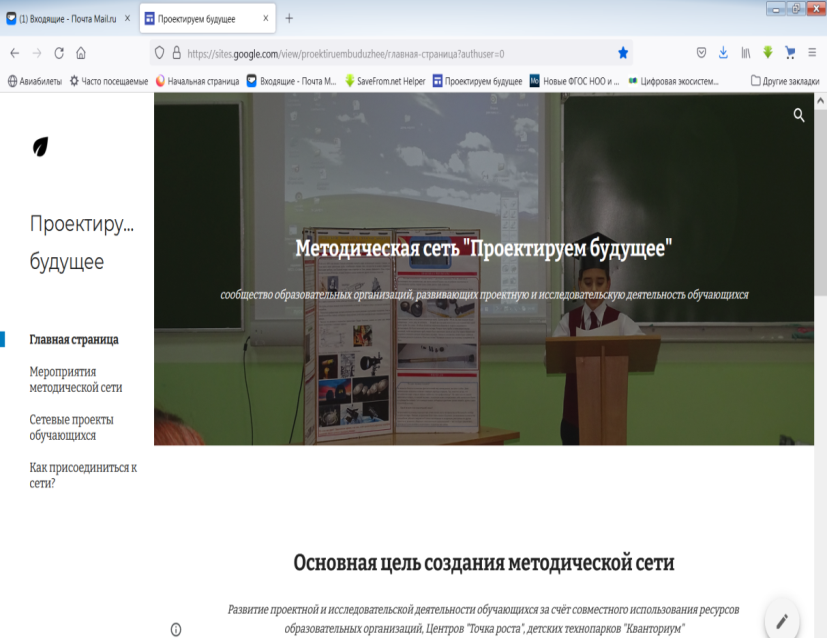 (1) Входящие - Почта Mail.ru
Проектируем будущее
https://sites.google.com/view/proektiruembuduzhee/главная-страница?authuser=0
Авиабилеты
Часто посещаемые
Начальная страница
Входящие - Почта M...
SaveFrom.net Helper
Проектируем будущее
Новые ФГОС НОО и ...
Цифровая экосистем...
Другие закладки
Проектиру...
будущее
Главная страница
Мероприятия
методической сети
Сетевые проекты
обучающихся
Как присоединиться к
сети?
Методическая сеть "Проектируем будущее"
сообщество образовательных организаций, развивающих проектную и исследовательскую деятельность обучающихся
Основная цель создания методической сети
Развитие проектной и исследовательской деятельности обучающихся за счёт совместного использования ресурсов
образовательных организаций, Центров "Точка роста", детских технопарков "Кванториум"